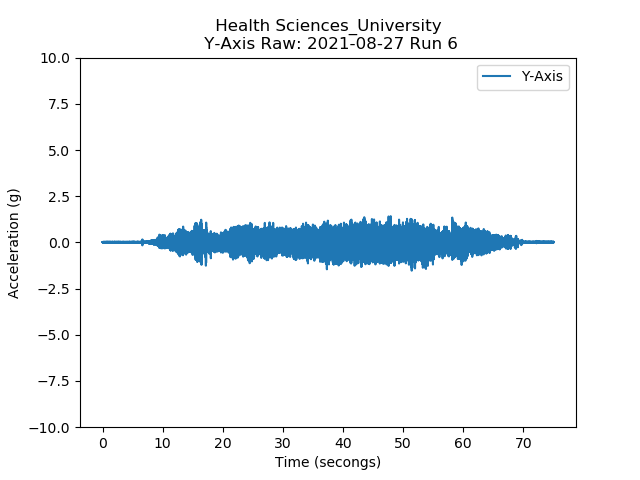 Health Sciences_University
Y-Axis Raw: 2021-08-27 Run 6
Y-Axis
10.0
7.5
5.0
2.5
0.0
−2.5
−5.0
−7.5
−10.0
Acceleration (g)
0 10 20 30 40 50 60 70
Time (secongs)